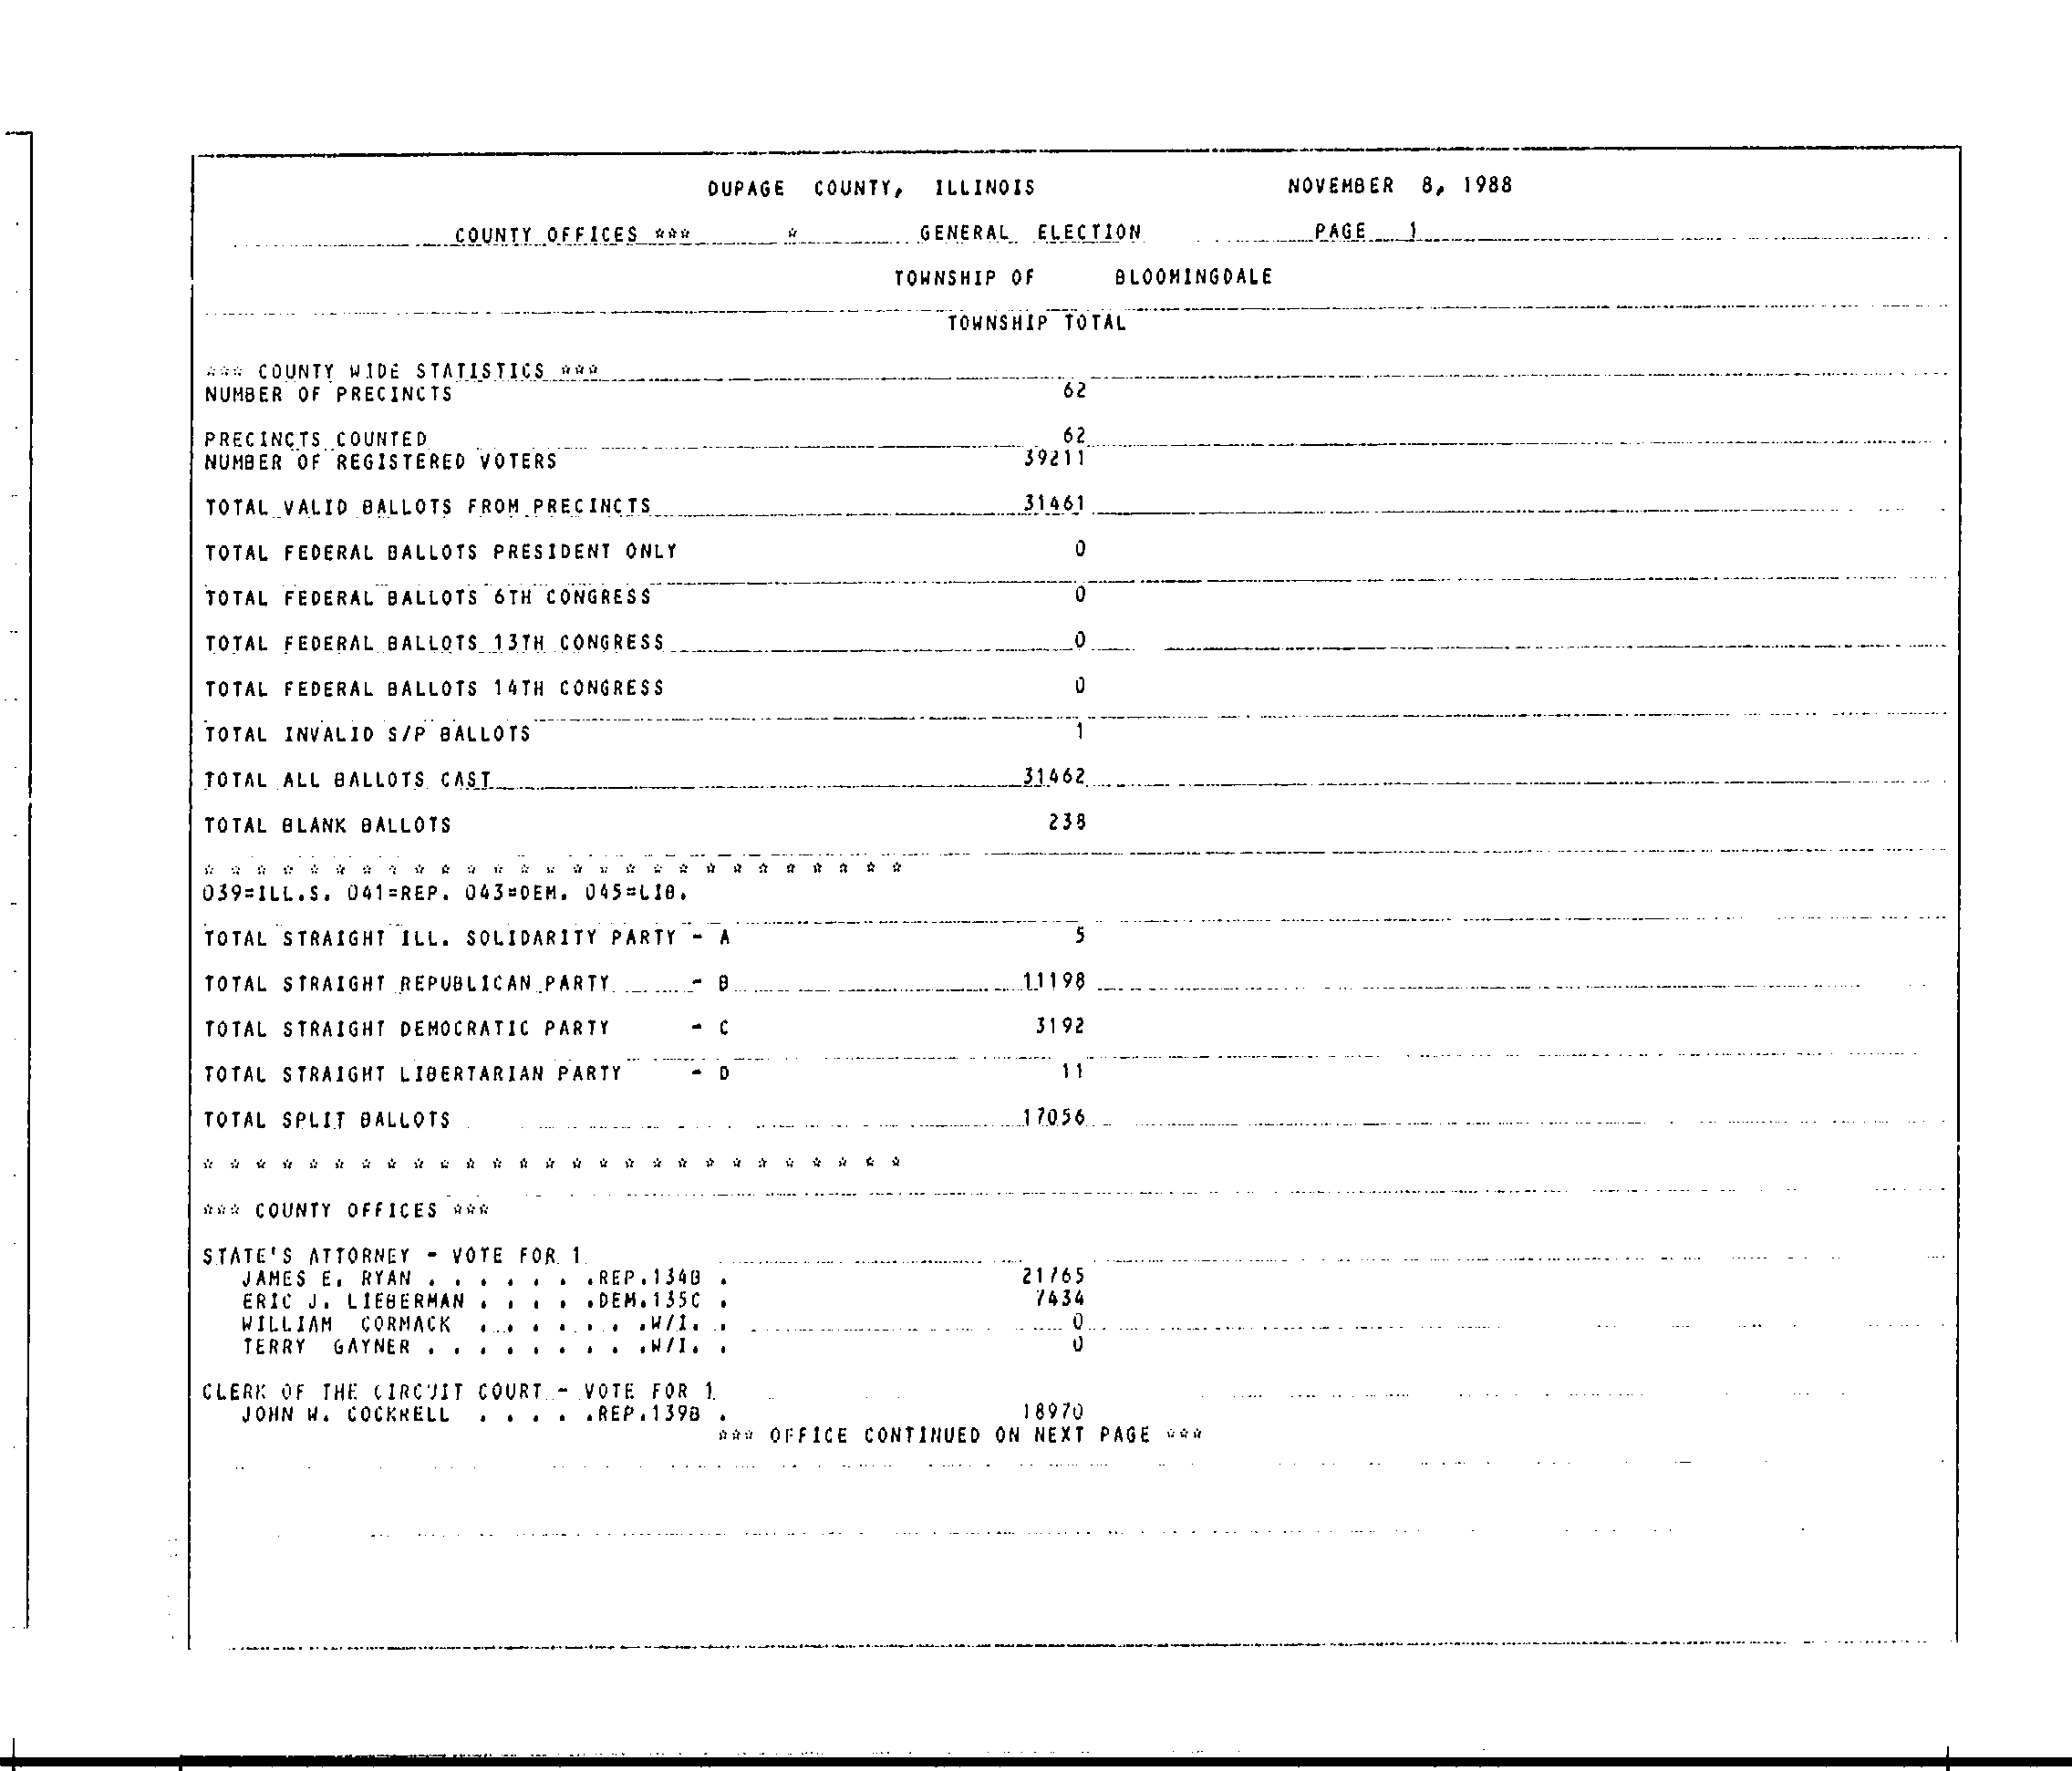 DUPAGE COUNTY, ILLINOIS NOVEMBER 8, 1988
COUNTY OFFICES *** * GENERAL ELECTION PAGE 1
TOWNSHIP OF BLOOMINGDALE
TOWNSHIP TOTAL
*** COUNTY WIDE STATISTICS ***
NUMBER OF PRECINCTS 62
PRECINCTS COUNTED 62
NUMBER OF REGISTERED VOTERS 39211
TOTAL VALID BALLOTS FROM PRECINCTS 31461
TOTAL FEDERAL BALLOTS PRESIDENT ONLY 0
TOTAL FEDERAL BALLOTS 6TH CONGRESS 0
TOTAL FEDERAL BALLOTS 13TH CONGRESS 0
TOTAL FEDERAL BALLOTS 14TH CONGRESS 0
TOTAL INVALID S/P BALLOTS 1
TOTAL ALL BALLOTS CAST 31462
TOTAL BLANK BALLOTS 238
* * * * * * * * * * * * * * * * * * * * * * * * * * *
039=ILL.S. 041=REP. 043=DEM. 045=LIB.
TOTAL STRAIGHT ILL. SOLIDARITY PARTY - A 5
TOTAL STRAIGHT REPUBLICAN PARTY - B 11198
TOTAL STRAIGHT DEMOCRATIC PARTY - C 3192
TOTAL STRAIGHT LIBERTARIAN PARTY - D 11
TOTAL SPLIT BALLOTS 17056
* * * * * * * * * * * * * * * * * * * * * * * * * * *
*** COUNTY OFFICES ***
STATE'S ATTORNEY - VOTE FOR 1
JAMES E. RYAN . . . . . . .REP.134B . 21765
ERIC J. LIEBERMAN . . . . .DEM.135C . 7434
WILLIAM CORMACK . . . . . . .W/I. . 0
TERRY GAYNER . . . . . . . . .W/I. . 0
CLERK OF THE CIRCUIT COURT - VOTE FOR 1
JOHN W. COCKRELL . . . . .REP.139B . 18970
*** OFFICE CONTINUED ON NEXT PAGE ***